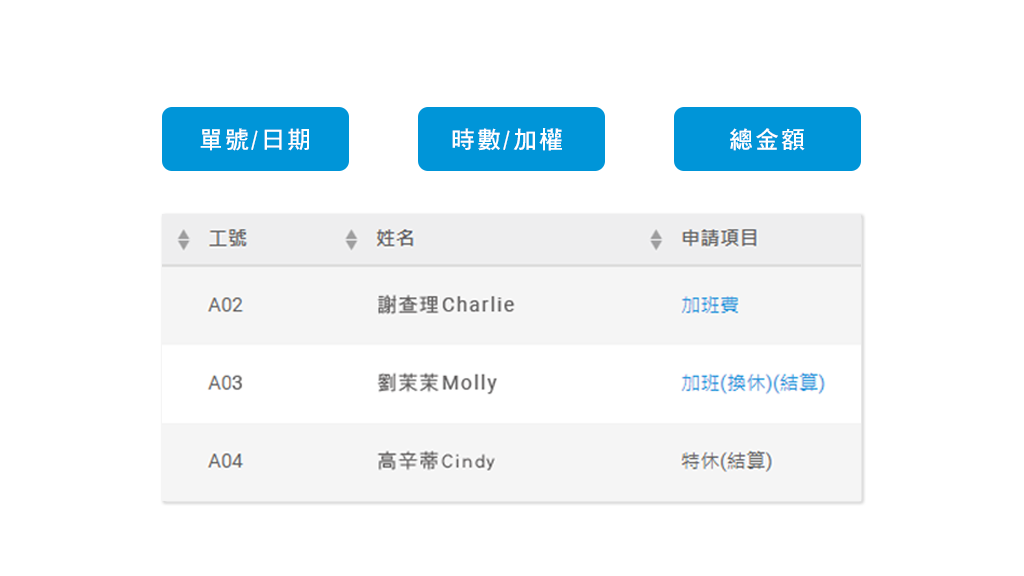 單號/日期 時數/加權 總金額
工號 姓名 申請項目
A02 謝查理Charlie 加班費
A03 劉茉茉Molly 加班(換休)(結算)
A04 高辛蒂Cindy 特休(結算)